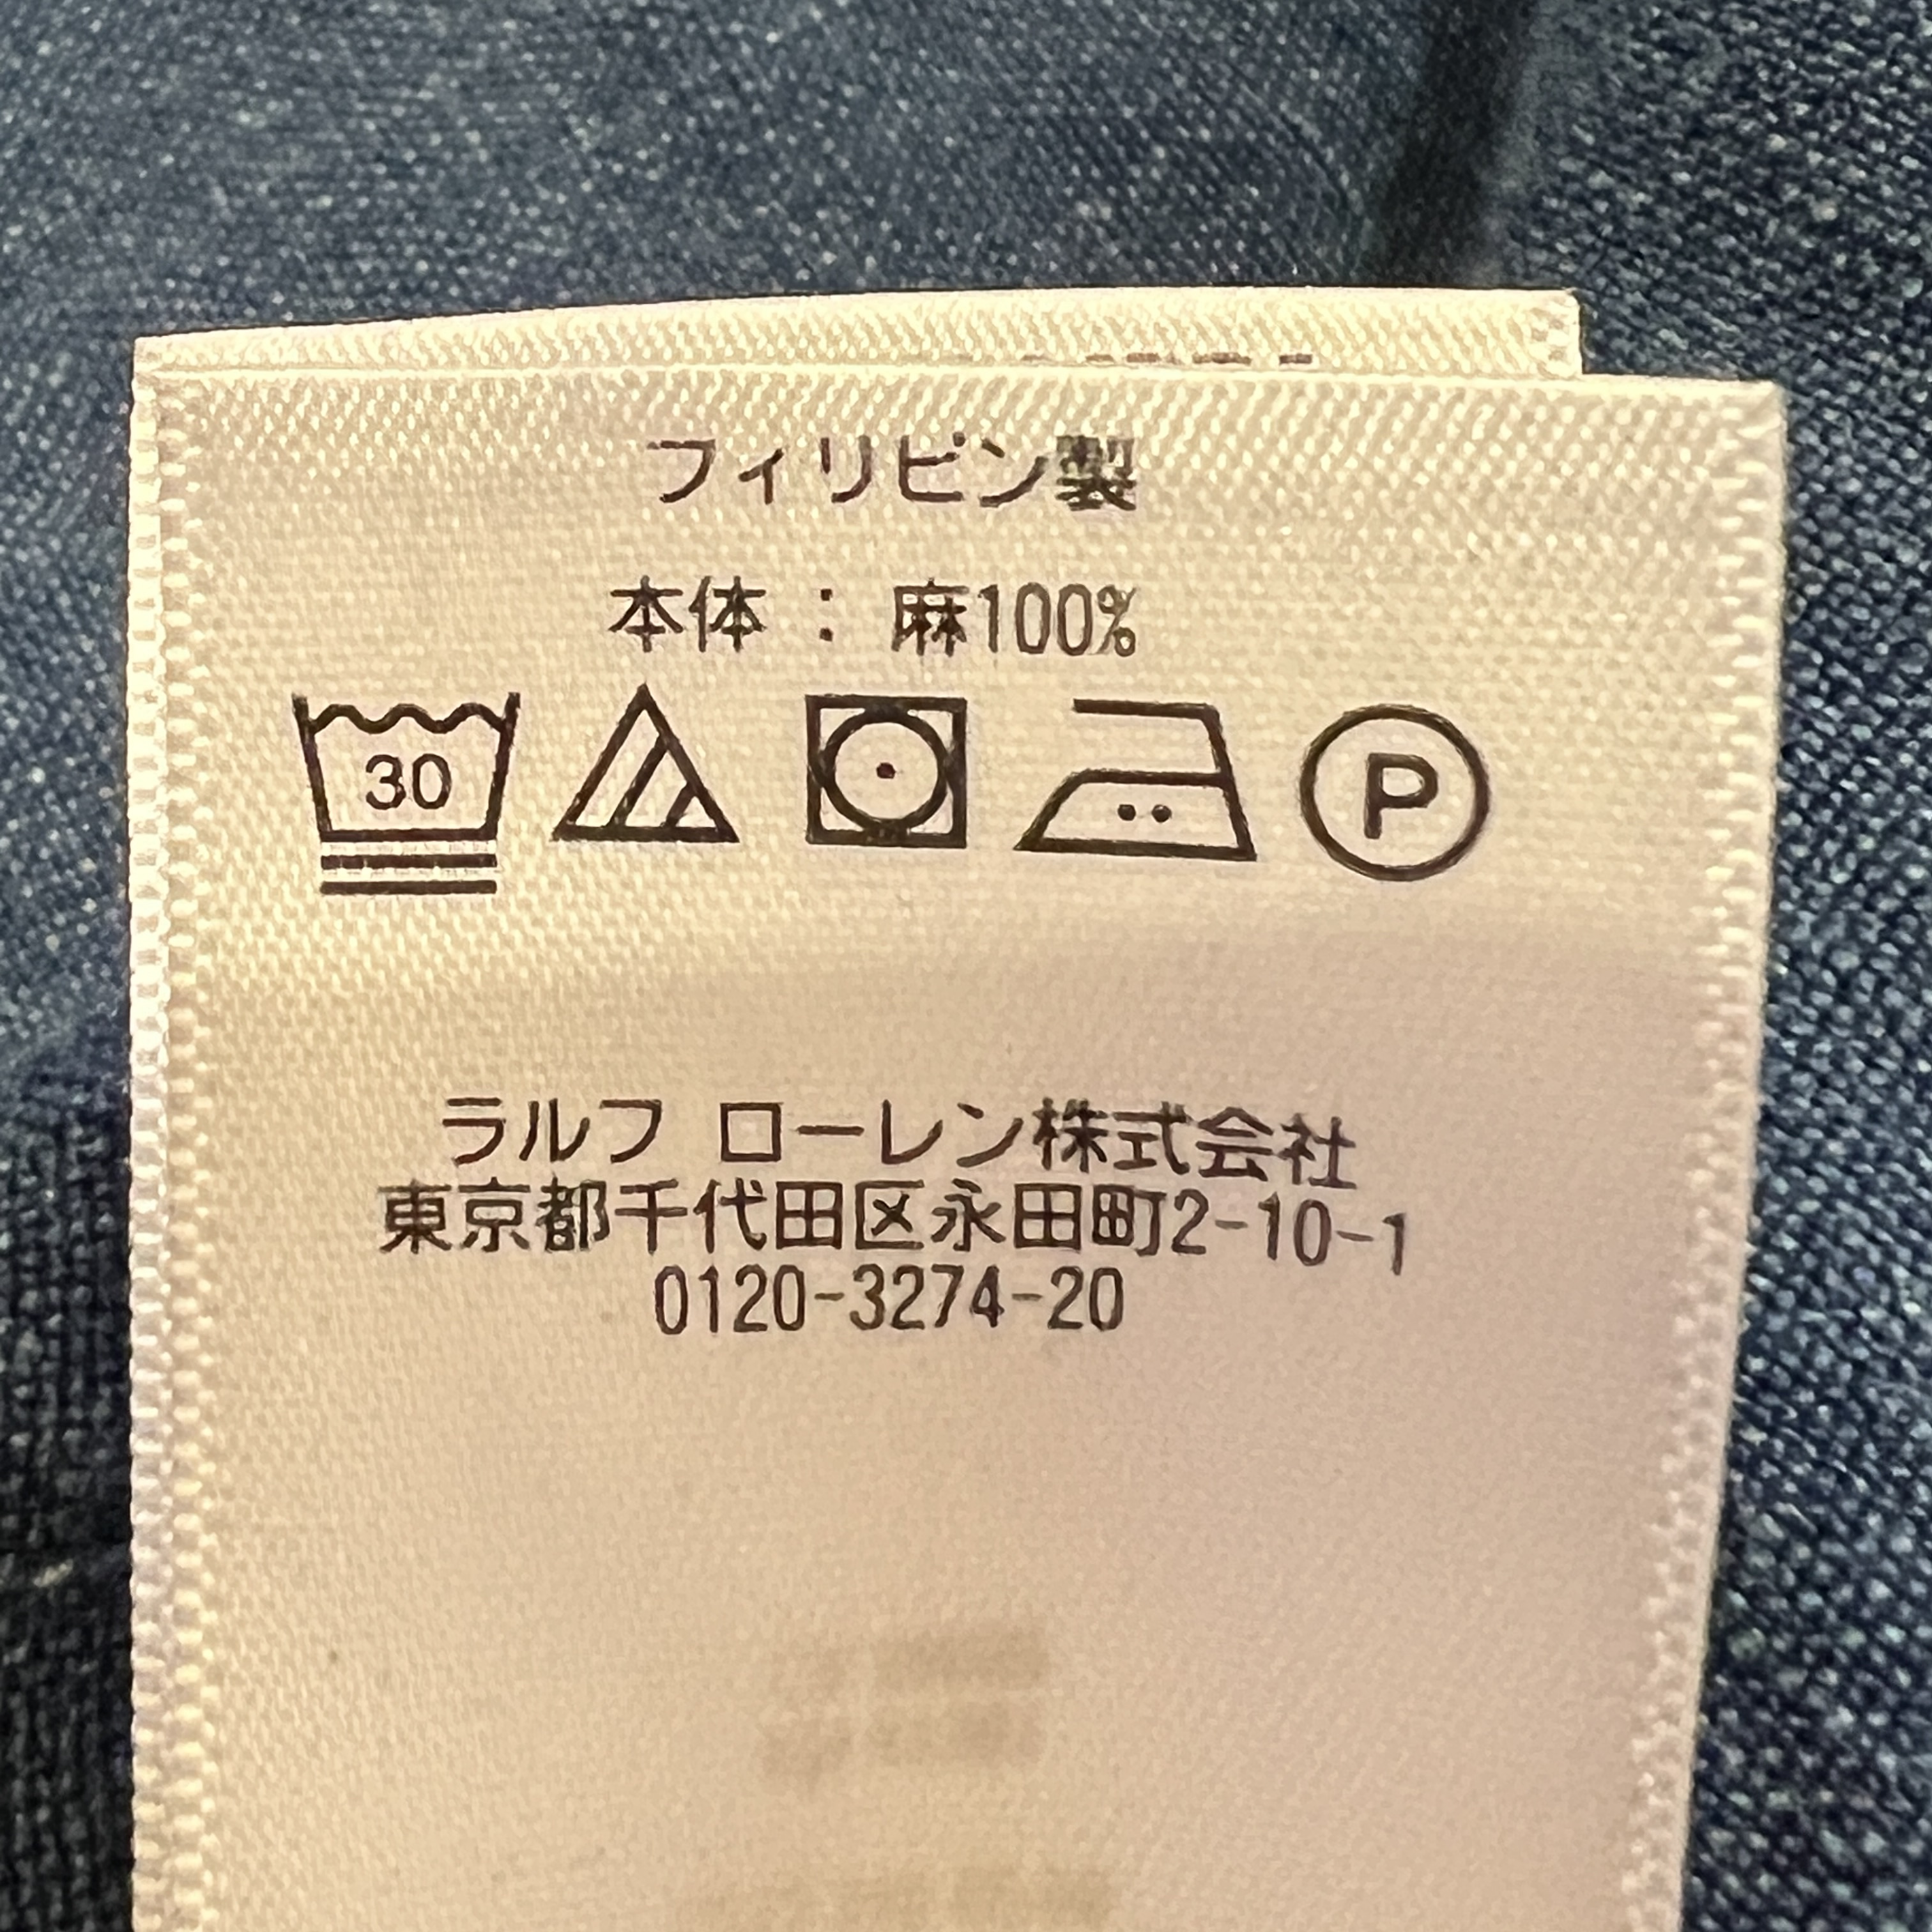 フィリピン製
本体 : 麻100%
30 P
ラルフ ローレン株式会社
東京都千代田区永田町2-10-1
0120-3274-20